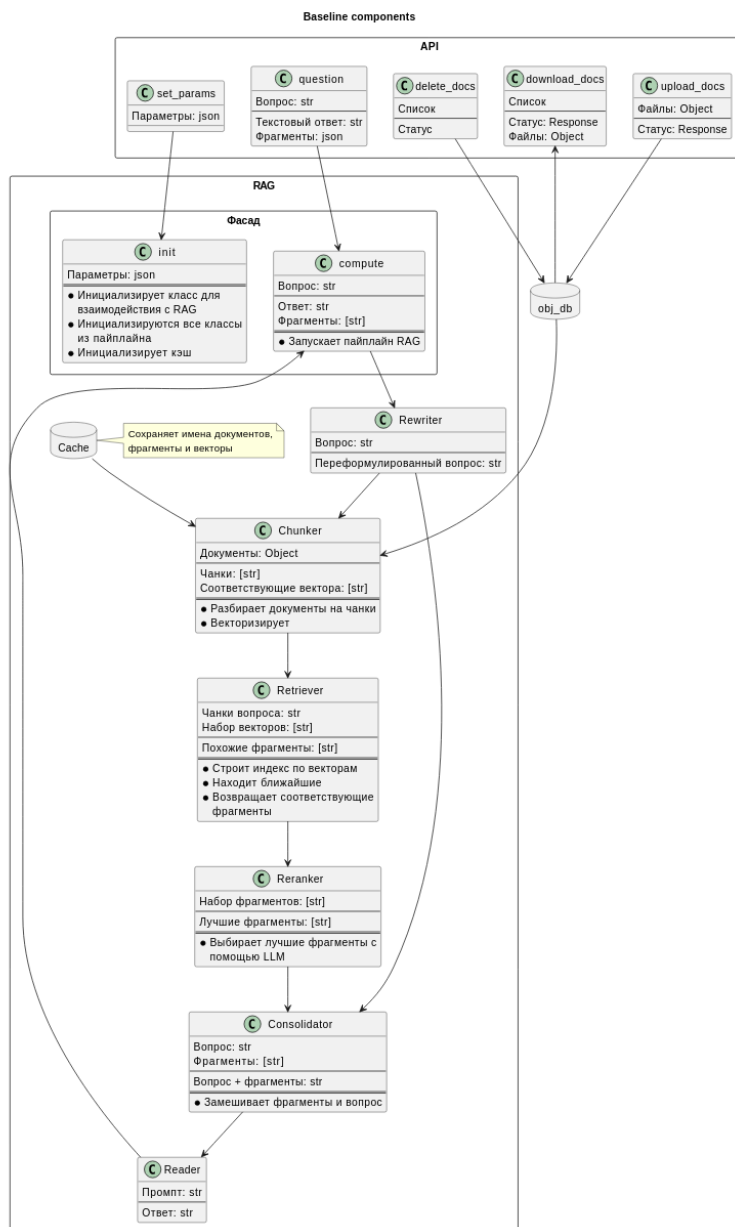 Baseline components
API
C set_params
Параметры: json
C question
Вопрос: str
Текстовый ответ: str
Фрагменты: json
C delete_docs
Список
Статус
C download_docs
Список
Статус: Response
Файлы: Object
C upload_docs
Файлы: Object
Статус: Response
RAG
Фасад
C init
Параметры: json
• Инициализирует класс для
взаимодействия с RAG
• Инициализируются все классы
из пайплайна
• Инициализирует кэш
C compute
Вопрос: str
Ответ: str
Фрагменты: [str]
• Запускает пайплайн RAG
obj_db
Cache
Сохраняет имена документов,
фрагменты и векторы
C Rewriter
Вопрос: str
Переформулированный вопрос: str
C Chunker
Документы: Object
Чанки: [str]
Соответствующие вектора: [str]
• Разбирает документы на чанки
• Векторизирует
C Retriever
Чанки вопроса: str
Набор векторов: [str]
Похожие фрагменты: [str]
• Строит индекс по векторам
• Находит ближайшие
• Возвращает соответствующие
фрагменты
C Reranker
Набор фрагментов: [str]
Лучшие фрагменты: [str]
• Выбирает лучшие фрагменты с
помощью LLM
C Consolidator
Вопрос: str
Фрагменты: [str]
Вопрос + фрагменты: str
• Замешивает фрагменты и вопрос
C Reader
Промпт: str
Ответ: str